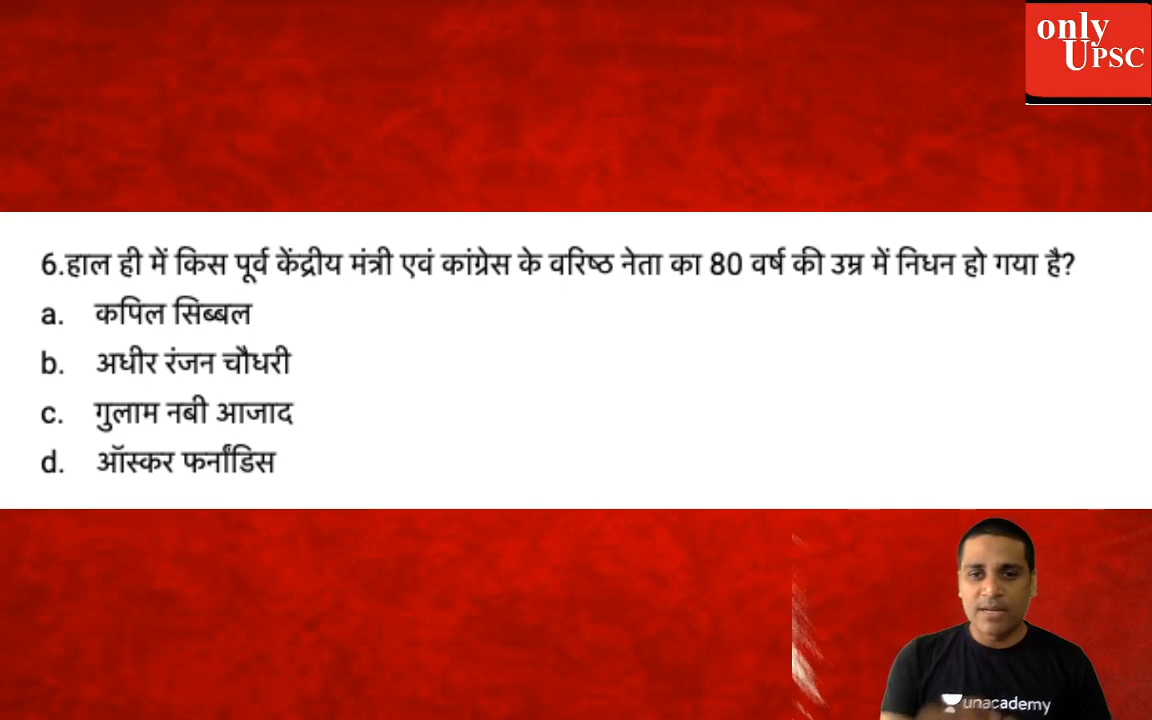 only
UPSC
6.हाल ही में किस पूर्व केंद्रीय मंत्री एवं कांग्रेस के वरिष्ठ नेता का 80 वर्ष की उम्र में निधन हो गया है?
a. कपिल सिब्बल
b. अधीर रंजन चौधरी
c. गुलाम नबी आजाद
d. ऑस्कर फर्नांडिस
unacademy